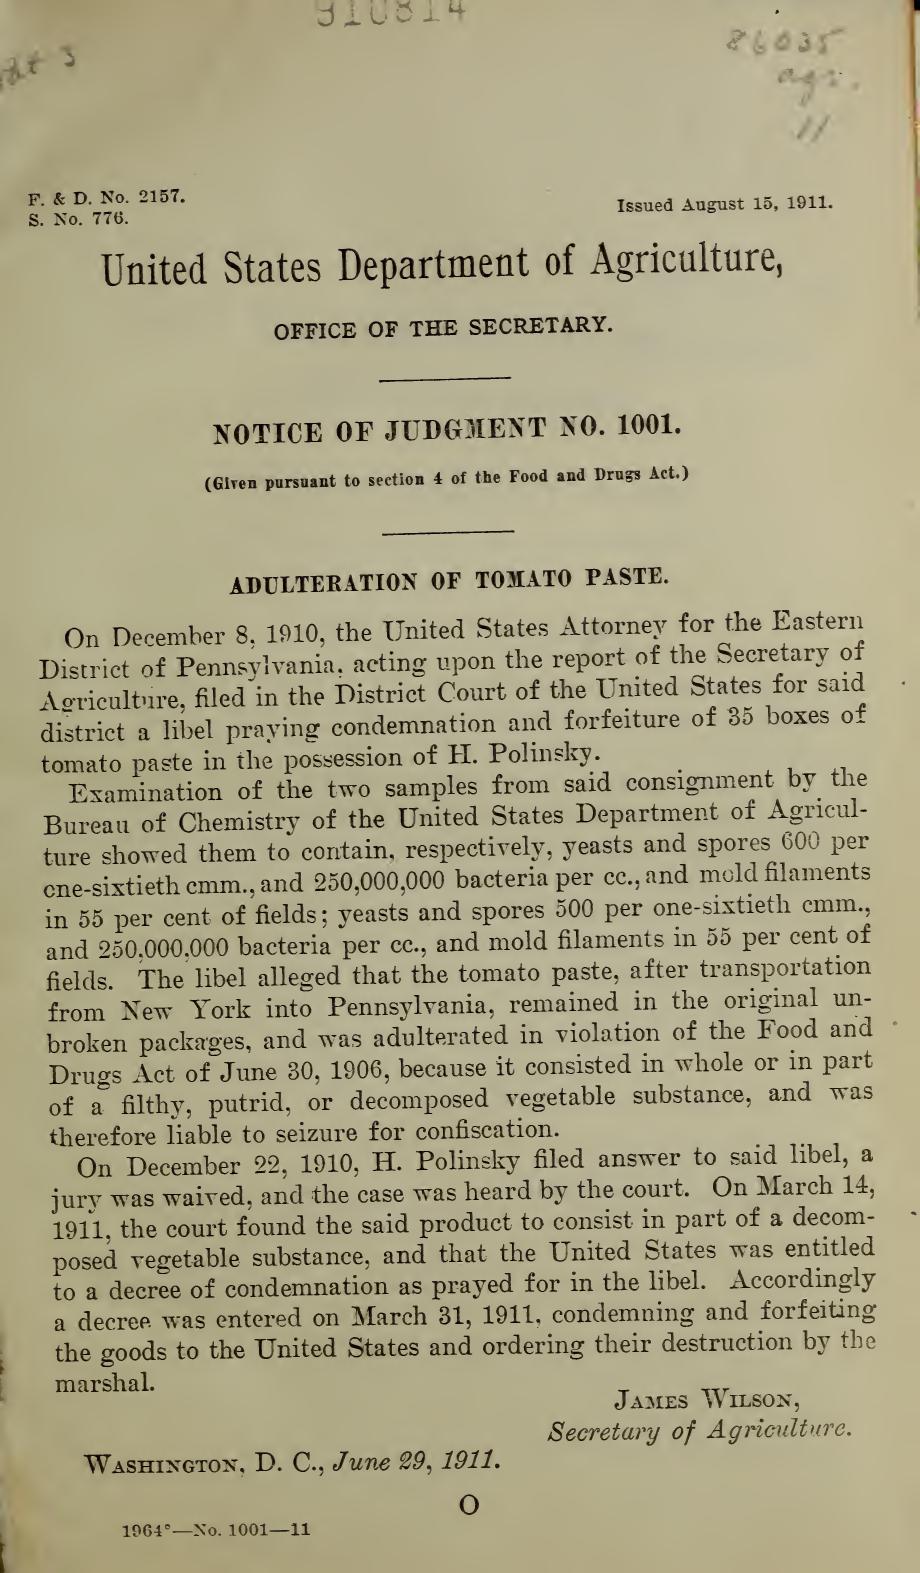 910814
86035
agr.
11
F. & D. No. 2157.
S. No. 776.
Issued August 15, 1911.
United States Department of Agriculture,
OFFICE OF THE SECRETARY.
NOTICE OF JUDGMENT NO. 1001.
(Given pursuant to section 4 of the Food and Drugs Act.)
ADULTERATION OF TOMATO PASTE.
On December 8, 1910, the United States Attorney for the Eastern
District of Pennsylvania, acting upon the report of the Secretary of
Agriculture, filed in the District Court of the United States for said
district a libel praying condemnation and forfeiture of 35 boxes of
tomato paste in the possession of H. Polinsky.
Examination of the two samples from said consignment by the
Bureau of Chemistry of the United States Department of Agricul-
ture showed them to contain, respectively, yeasts and spores 600 per
one-sixtieth cmm., and 250,000,000 bacteria per cc., and mold filaments
in 55 per cent of fields; yeasts and spores 500 per one-sixtieth cmm.,
and 250,000,000 bacteria per cc., and mold filaments in 55 per cent of
fields. The libel alleged that the tomato paste, after transportation
from New York into Pennsylvania, remained in the original un-
broken packages, and was adulterated in violation of the Food and
Drugs Act of June 30, 1906, because it consisted in whole or in part
of a filthy, putrid, or decomposed vegetable substance, and was
therefore liable to seizure for confiscation.
On December 22, 1910, H. Polinsky filed answer to said libel, a
jury was waived, and the case was heard by the court. On March 14,
1911, the court found the said product to consist in part of a decom-
posed vegetable substance, and that the United States was entitled
to a decree of condemnation as prayed for in the libel. Accordingly
a decree was entered on March 31, 1911, condemning and forfeiting
the goods to the United States and ordering their destruction by the
marshal.
JAMES WILSON,
Secretary of Agriculture.
WASHINGTON, D. C., June 29, 1911.
O
1964°—No. 1001—11